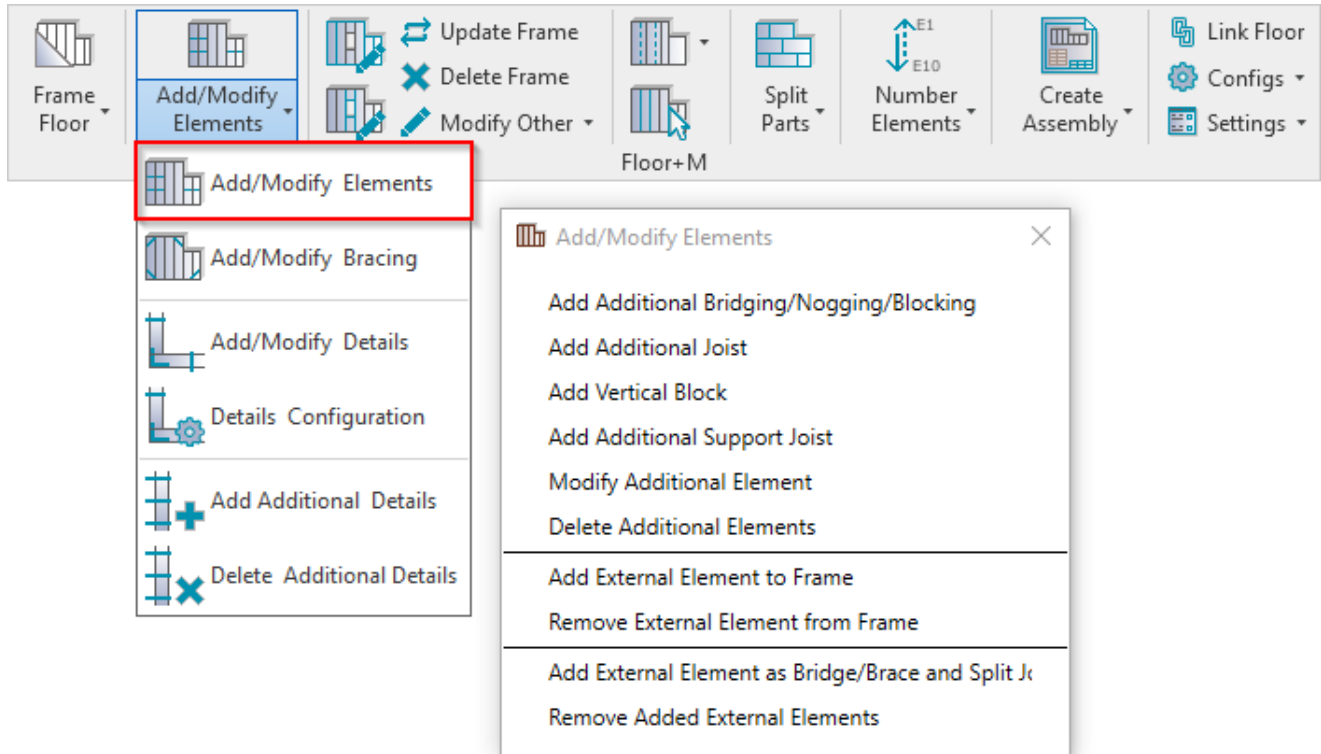 Frame
Floor
Add/Modify
Elements
Update Frame
Delete Frame
Modify Other
Split
Parts
E1
E10
Number
Elements
Create
Assembly
Link Floor
Configs
Settings
Floor+M
Add/Modify Elements
Add/Modify Bracing
Add/Modify Details
Details Configuration
Add Additional Details
Delete Additional Details
Add/Modify Elements
Add Additional Bridging/Nogging/Blocking
Add Additional Joist
Add Vertical Block
Add Additional Support Joist
Modify Additional Element
Delete Additional Elements
Add External Element to Frame
Remove External Element from Frame
Add External Element as Bridge/Brace and Split
Remove Added External Elements